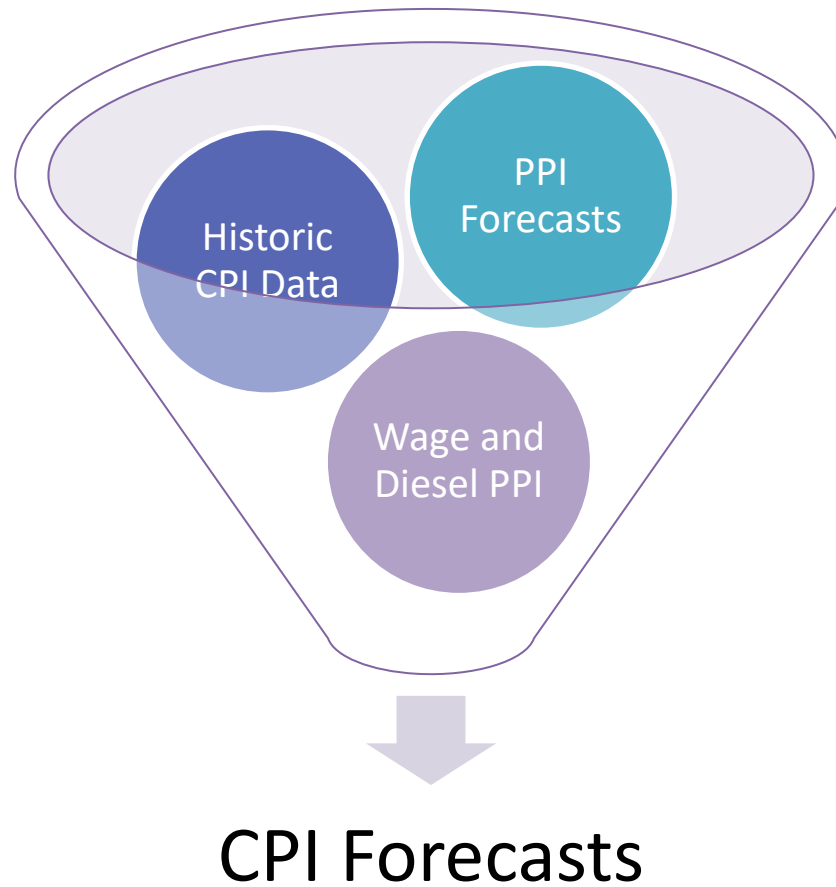 PPI
Forecasts
Historic
CPI Data
Wage and
Diesel PPI
CPI Forecasts